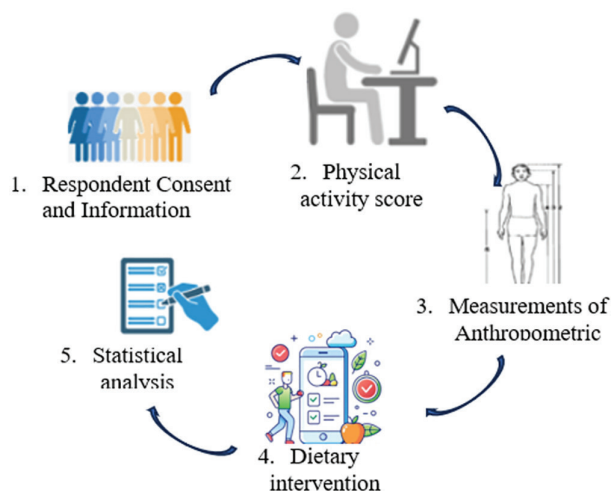 1. Respondent Consent
and Information
2. Physical
activity score
3. Measurements of
Anthropometric
4. Dietary
intervention
5. Statistical
analysis